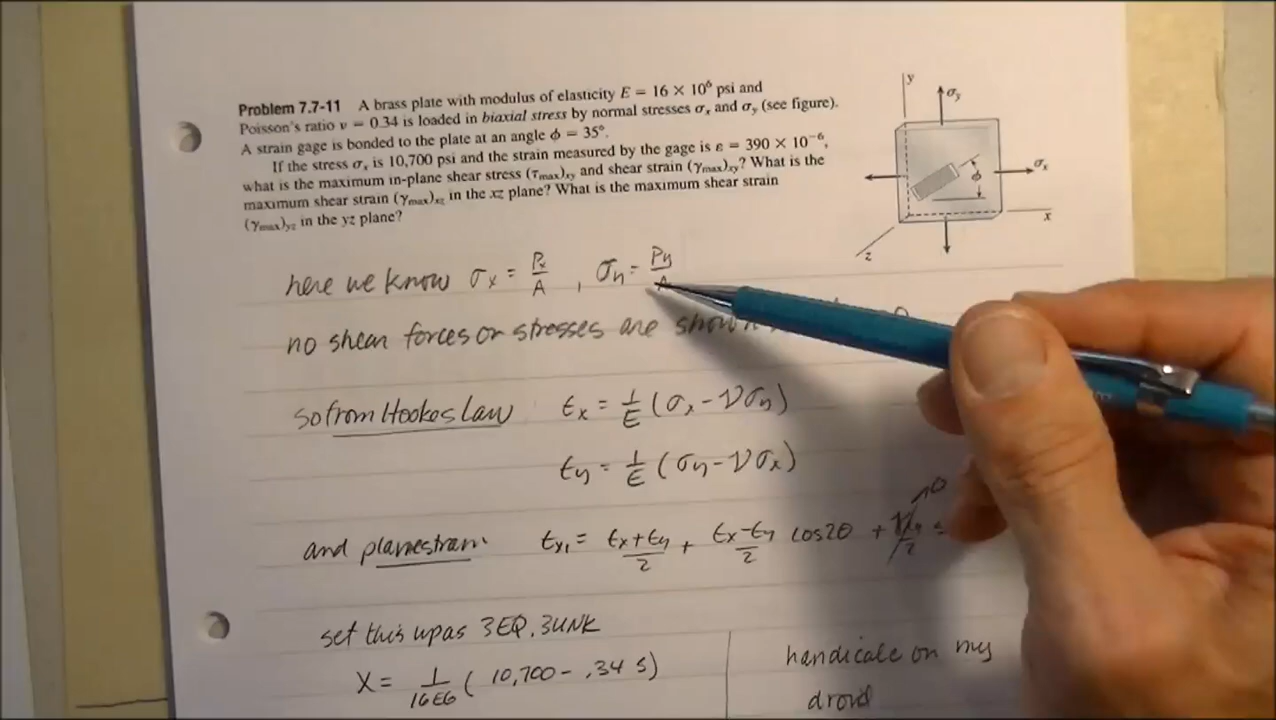 Problem 7.7-11 A brass plate with modulus of elasticity E = 16 × 10⁶ psi and
Poisson's ratio ν = 0.34 is loaded in biaxial stress by normal stresses σx and σy (see figure).
A strain gage is bonded to the plate at an angle ϕ = 35°.
If the stress σx is 10,700 psi and the strain measured by the gage is ε = 390 × 10⁻⁶,
what is the maximum in-plane shear stress (τmax)xy and shear strain (γmax)xy? What is the
maximum shear strain (γmax)xz in the xz plane? What is the maximum shear strain
(γmax)yz in the yz plane?
y
σy
σx
ϕ
x
z
here we know σx = Px/A , σy = Py/A
no shear forces or stresses are shown
so from Hookes law εx = 1/E (σx - νσy)
εy = 1/E (σy - νσx)
and planestrain εx₁ = εx+εy/2 + εx-εy/2 cos2θ + γxy/2 =
0
set this up as 3EQ, 3UNK
X = 1/16E6 ( 10,700 - .34 S)
handicalc on my
droid